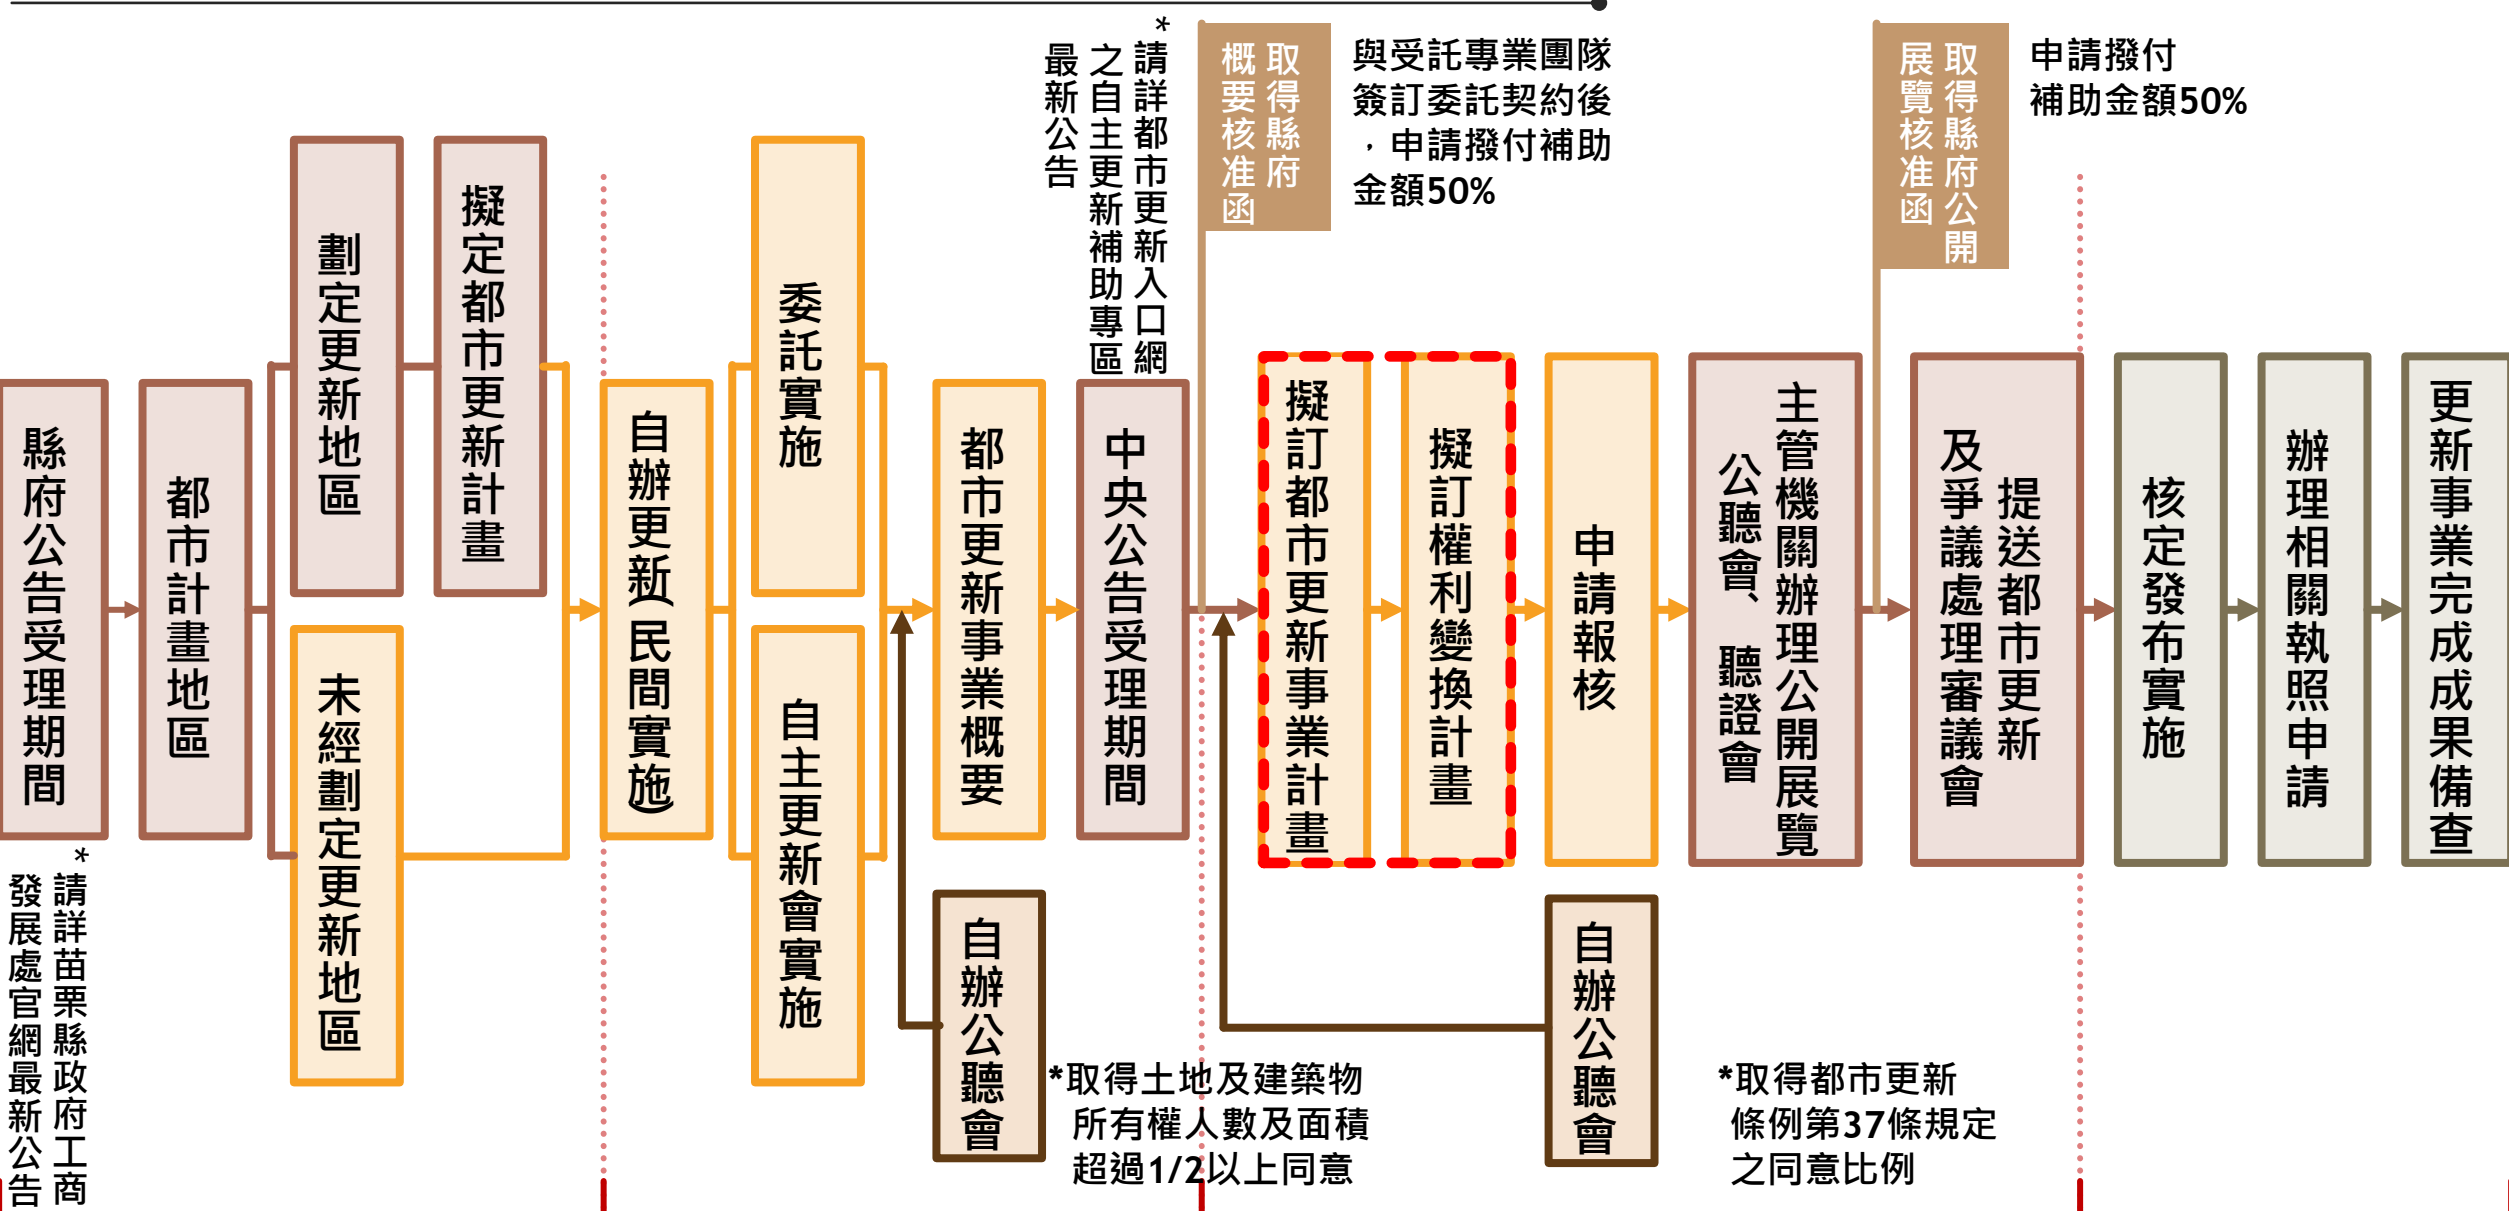 縣府公告受理期間
*請詳苗栗縣政府工商
發展處官網最新公告
都市計畫地區
劃定更新地區
擬定都市更新計畫
未經劃定更新地區
自辦更新(民間實施)
委託實施
自主更新會實施
自辦公聽會
都市更新事業概要
*取得土地及建築物
所有權人數及面積
超過1/2以上同意
中央公告受理期間
*請詳都市更新入口網
之自主更新補助專區
最新公告
取得縣府
概要核准函
與受託專業團隊
簽訂委託契約後
，申請撥付補助
金額50%
擬訂都市更新事業計畫
擬訂權利變換計畫
自辦公聽會
*取得都市更新
條例第37條規定
之同意比例
申請報核
主管機關辦理公開展覽
公聽會、聽證會
取得縣府公開
展覽核准函
申請撥付
補助金額50%
提送都市更新
及爭議處理審議會
核定發布實施
辦理相關執照申請
更新事業完成成果備查